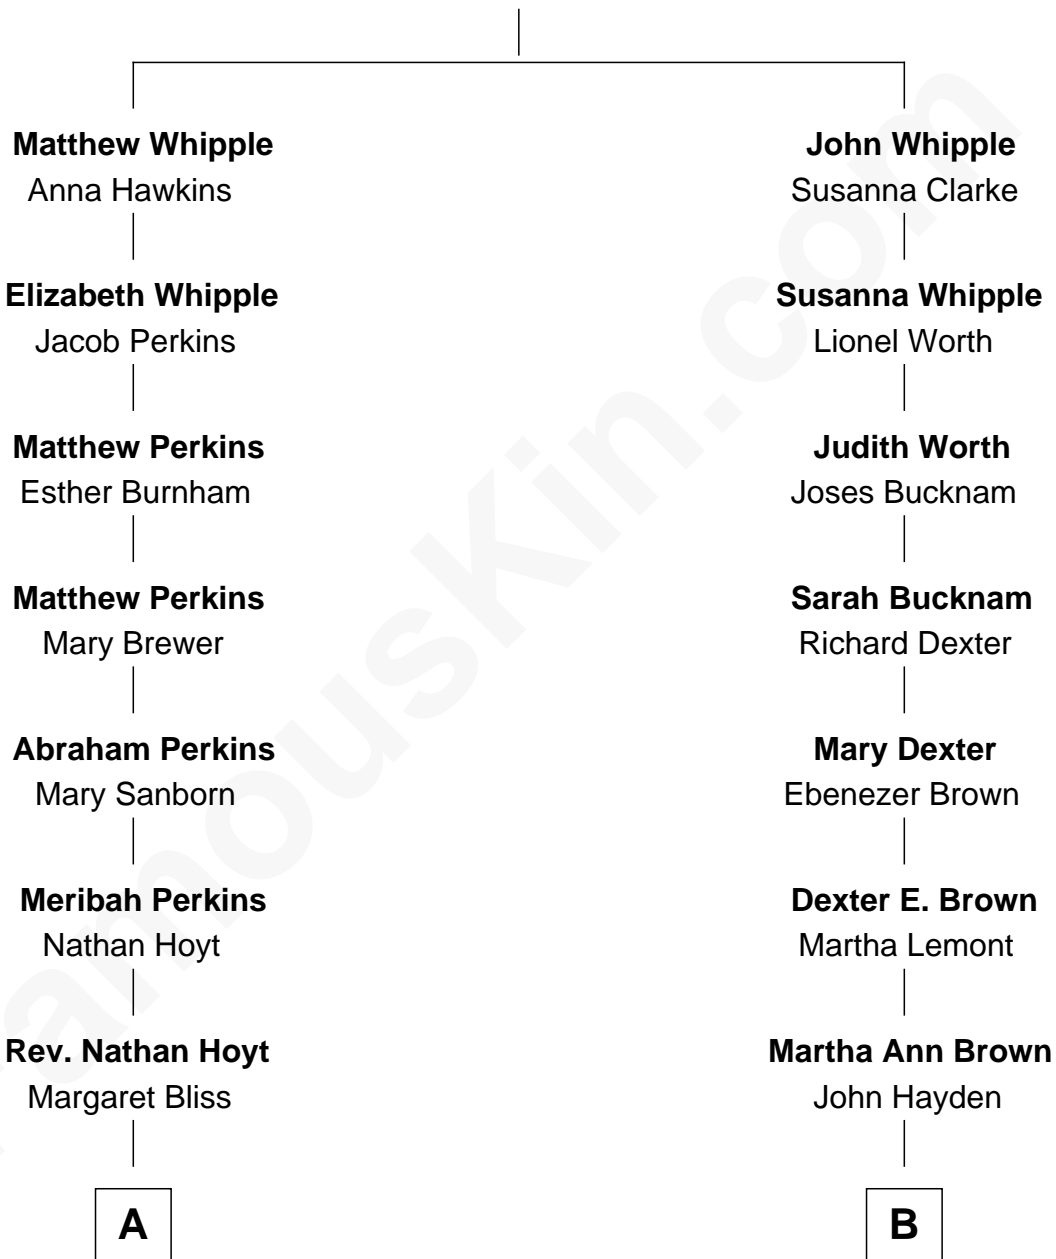 Matthew Whipple
Anna Hawkins
Elizabeth Whipple
Jacob Perkins
Matthew Perkins
Esther Burnham
Matthew Perkins
Mary Brewer
Abraham Perkins
Mary Sanborn
Meribah Perkins
Nathan Hoyt
Rev. Nathan Hoyt
Margaret Bliss
A
John Whipple
Susanna Clarke
Susanna Whipple
Lionel Worth
Judith Worth
Joses Bucknam
Sarah Bucknam
Richard Dexter
Mary Dexter
Ebenezer Brown
Dexter E. Brown
Martha Lemont
Martha Ann Brown
John Hayden
B
FamousKin.com